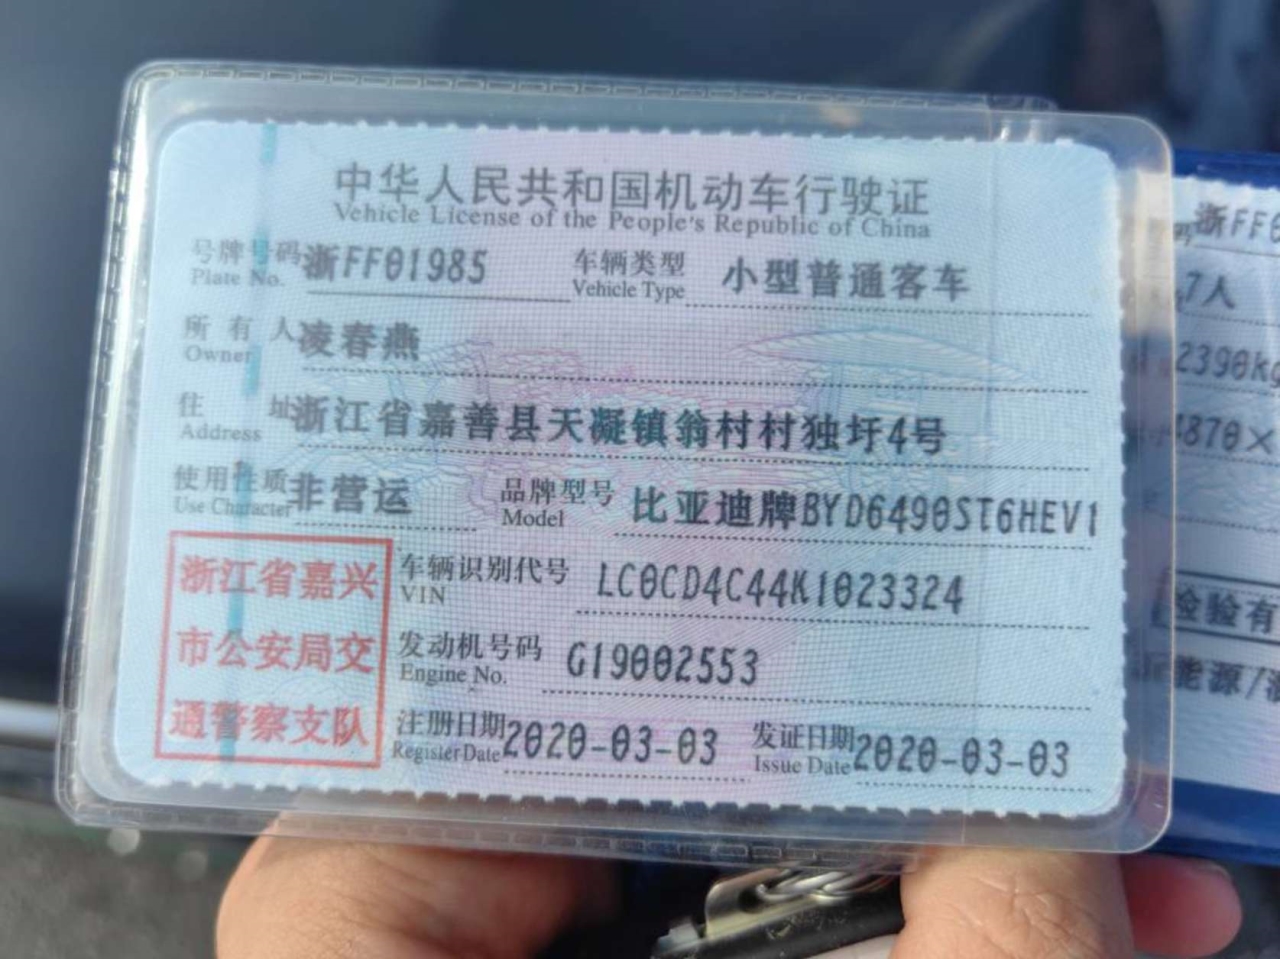 中华人民共和国机动车行驶证
Vehicle License of the People's Republic of China
号牌号码 浙FF01985 车辆类型 小型普通客车
Plate No. Vehicle Type
所有人 凌春燕
Owner
住址 浙江省嘉善县天凝镇翁村村独圩4号
Address
使用性质 非营运 品牌型号 比亚迪牌BYD6490ST6HEV1
Use Character Model
浙江省嘉兴
市公安局交
通警察支队
车辆识别代号 LC0CD4C44K1023324
VIN
发动机号码 G19002553
Engine No.
注册日期 2020-03-03 发证日期 2020-03-03
Register Date Issue Date
浙FF0
7人
2390kg
4870×
检验有
能源/